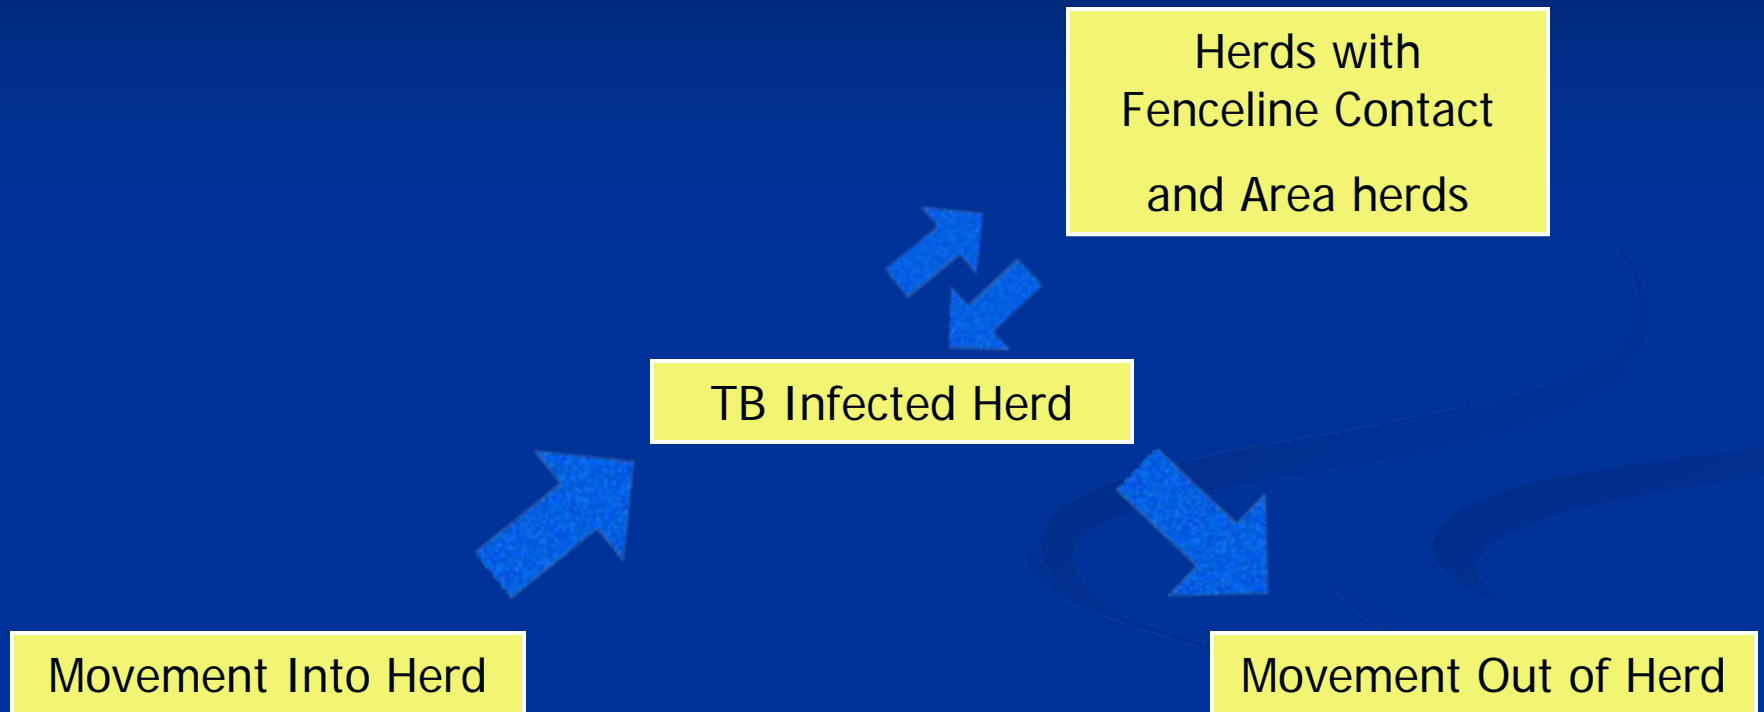 Herds with
Fenceline Contact
and Area herds
TB Infected Herd
Movement Into Herd
Movement Out of Herd